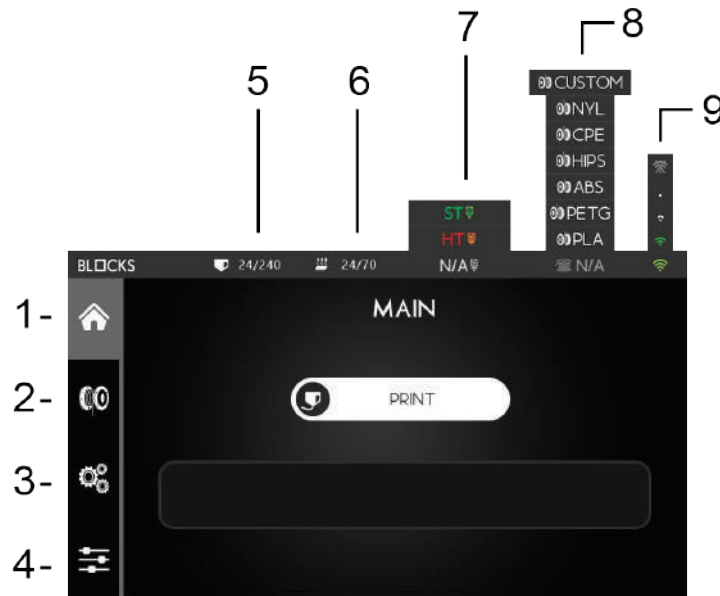 7
8
5
6
9
CUSTOM
NYL
CPE
HIPS
ABS
ST
PETG
HT
PLA
BLOCKS 24/240 24/70 N/A N/A
1-
MAIN
2-
PRINT
3-
4-